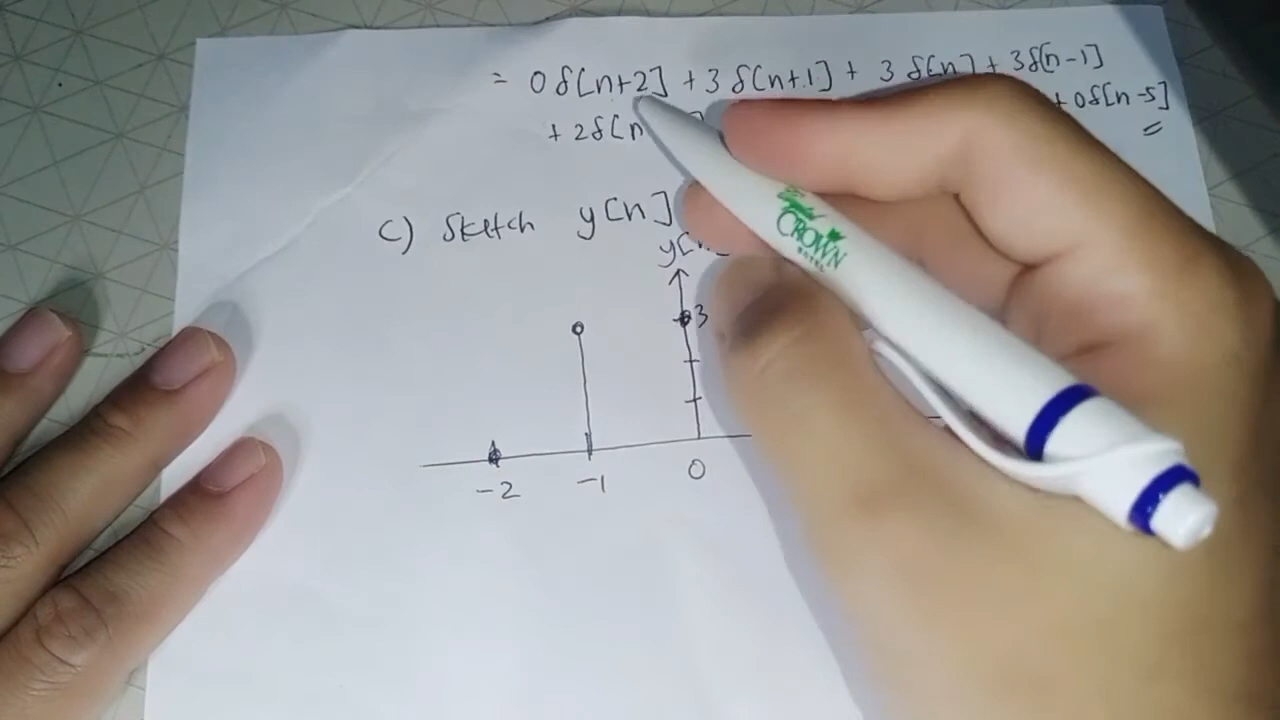 = 0δ[n+2] + 3δ[n+1] + 3δ[n] + 3δ[n-1]
+ 2δ[n + 0δ[n-5]
c) Sketch y[n]
y[n
3
-2 -1 0
CROWN